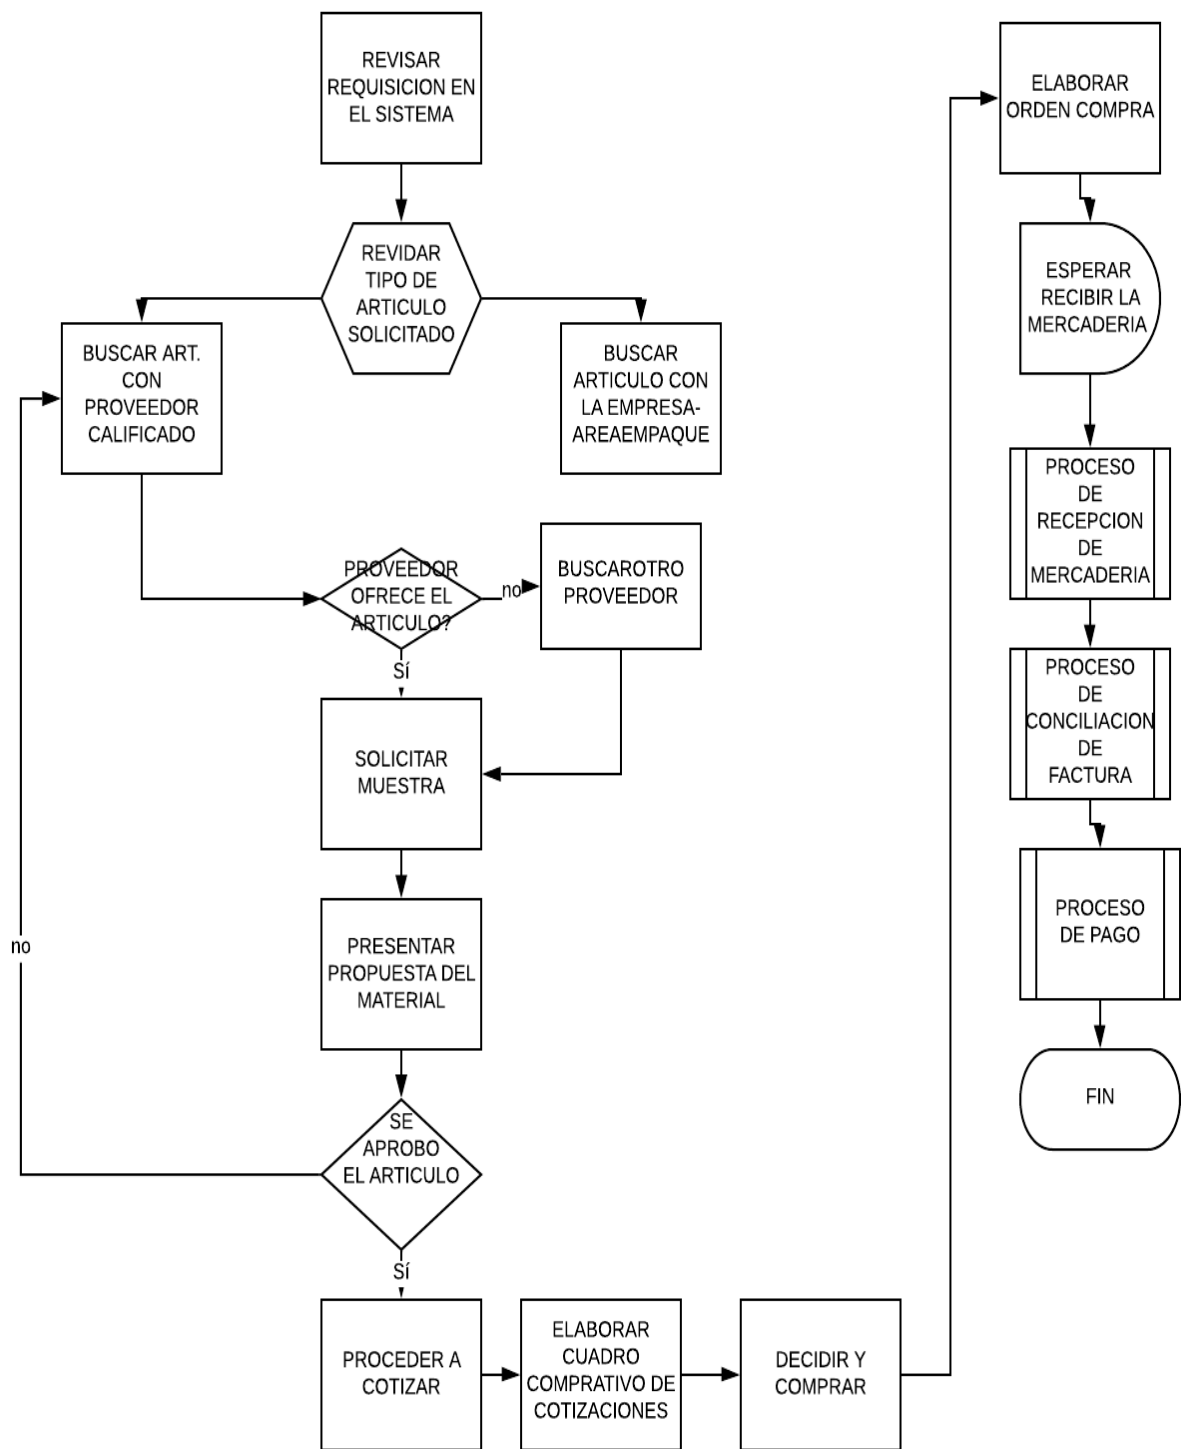 REVISAR
REQUISICION EN
EL SISTEMA
REVIDAR
TIPO DE
ARTICULO
SOLICITADO
BUSCAR ART.
CON
PROVEEDOR
CALIFICADO
BUSCAR
ARTICULO CON
LA EMPRESA-
AREAEMPAQUE
PROVEEDOR
OFRECE EL
ARTICULO?
no
BUSCAROTRO
PROVEEDOR
Sí
SOLICITAR
MUESTRA
PRESENTAR
PROPUESTA DEL
MATERIAL
no
SE
APROBO
EL ARTICULO
Sí
PROCEDER A
COTIZAR
ELABORAR
CUADRO
COMPRATIVO DE
COTIZACIONES
DECIDIR Y
COMPRAR
ELABORAR
ORDEN COMPRA
ESPERAR
RECIBIR LA
MERCADERIA
PROCESO
DE
RECEPCION
DE
MERCADERIA
PROCESO
DE
CONCILIACION
DE
FACTURA
PROCESO
DE PAGO
FIN